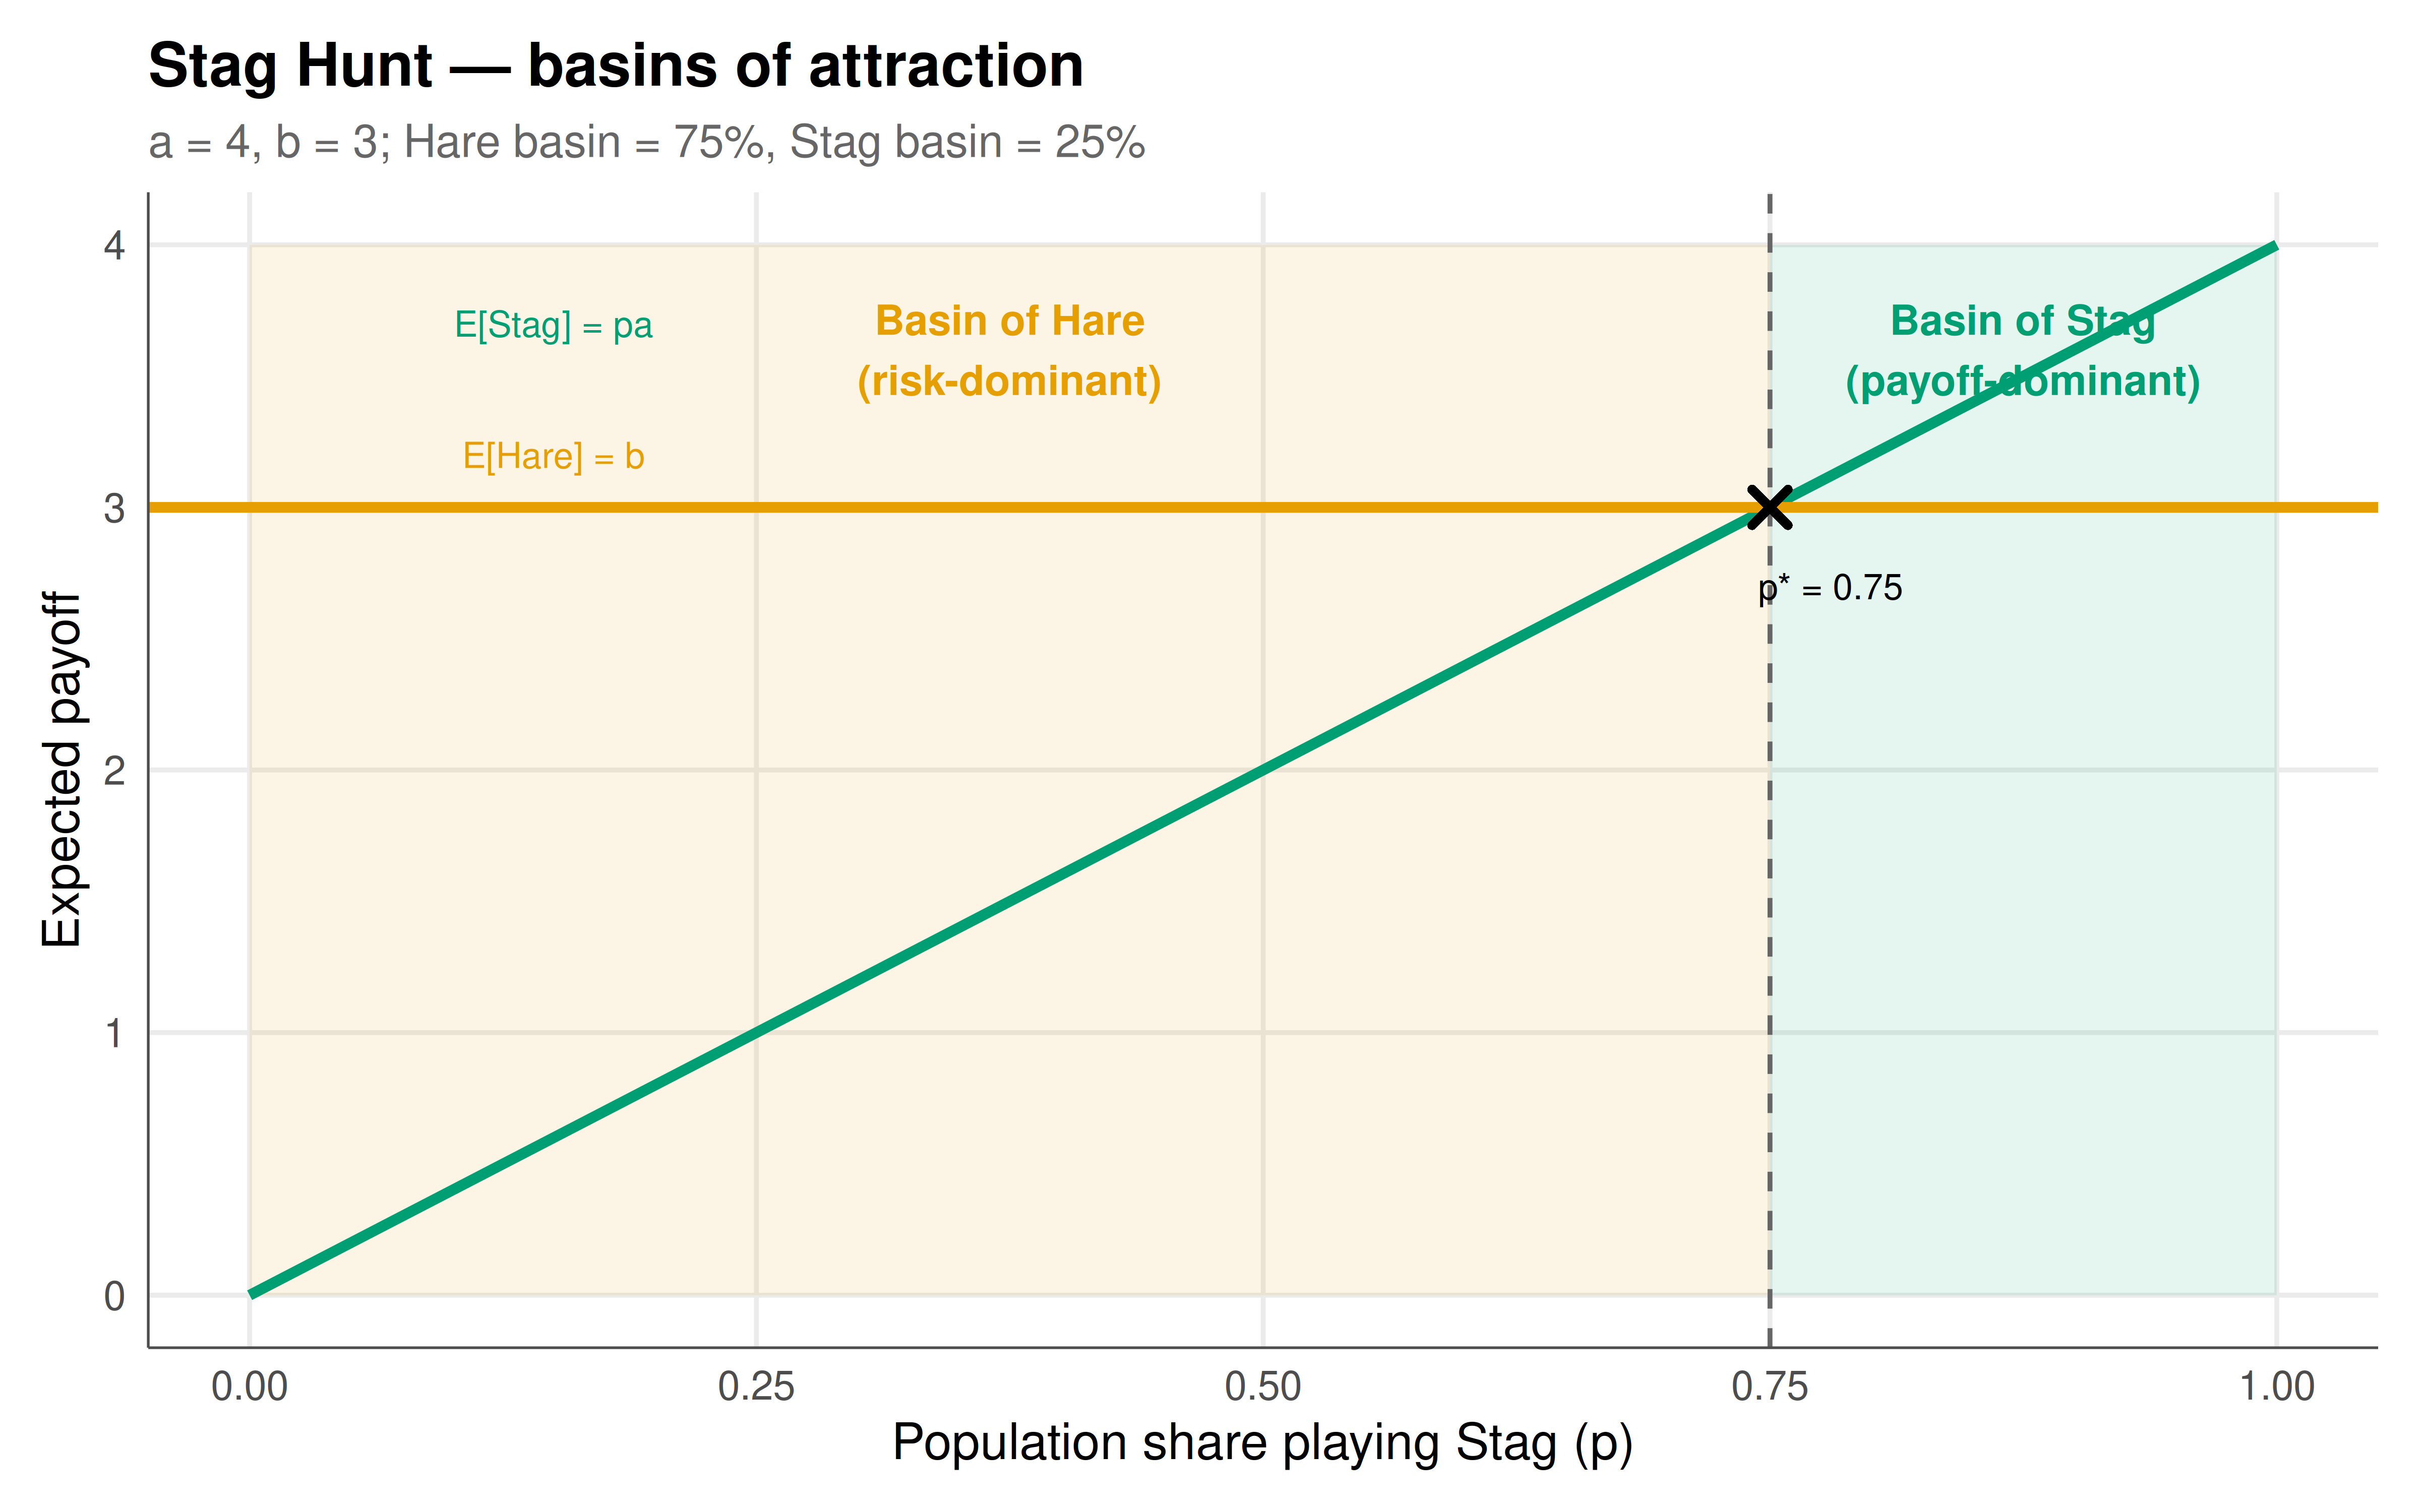 Stag Hunt — basins of attraction
a = 4, b = 3; Hare basin = 75%, Stag basin = 25%
Expected payoff
4
3
2
1
0
E[Stag] = pa
E[Hare] = b
Basin of Hare
(risk-dominant)
Basin of Stag
(payoff-dominant)
p* = 0.75
0.00
0.25
0.50
0.75
1.00
Population share playing Stag (p)